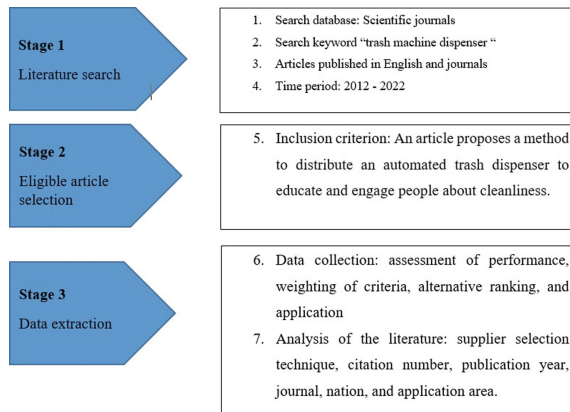 Stage 1
Literature search
1. Search database: Scientific journals
2. Search keyword “trash machine dispenser “
3. Articles published in English and journals
4. Time period: 2012 - 2022
Stage 2
Eligible article
selection
5. Inclusion criterion: An article proposes a method
to distribute an automated trash dispenser to
educate and engage people about cleanliness.
Stage 3
Data extraction
6. Data collection: assessment of performance,
weighting of criteria, alternative ranking, and
application
7. Analysis of the literature: supplier selection
technique, citation number, publication year,
journal, nation, and application area.